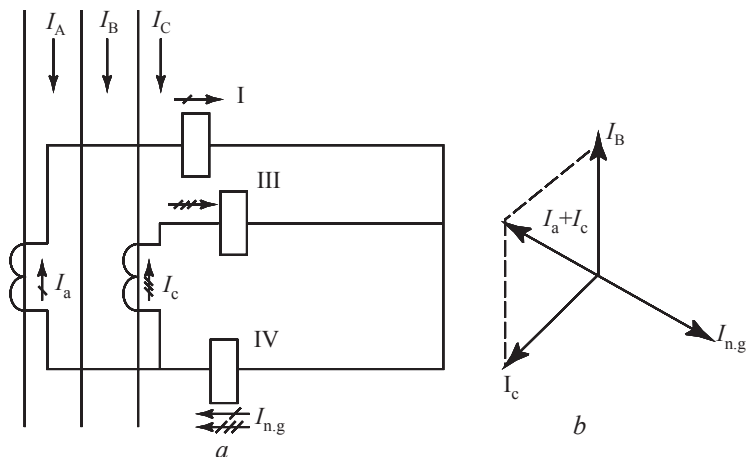 I_A I_B I_C
I
III
I_B
I_a+I_c
I_a
I_c
IV
I_n.g
I_c
I_n.g
a
b